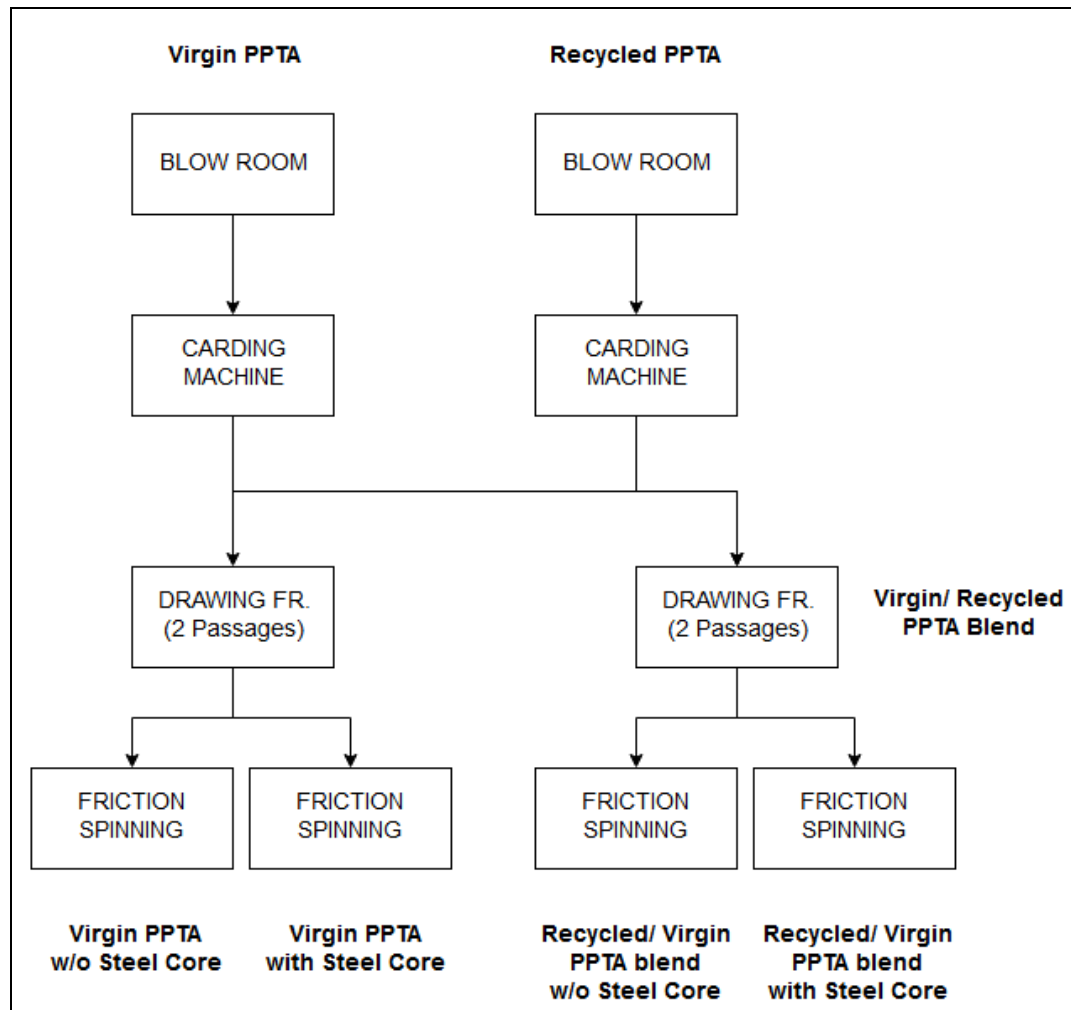 Virgin PPTA
Recycled PPTA
BLOW ROOM
BLOW ROOM
CARDING
MACHINE
CARDING
MACHINE
DRAWING FR.
(2 Passages)
DRAWING FR.
(2 Passages)
Virgin/ Recycled
PPTA Blend
FRICTION
SPINNING
FRICTION
SPINNING
FRICTION
SPINNING
FRICTION
SPINNING
Virgin PPTA
w/o Steel Core
Virgin PPTA
with Steel Core
Recycled/ Virgin
PPTA blend
w/o Steel Core
Recycled/ Virgin
PPTA blend
with Steel Core